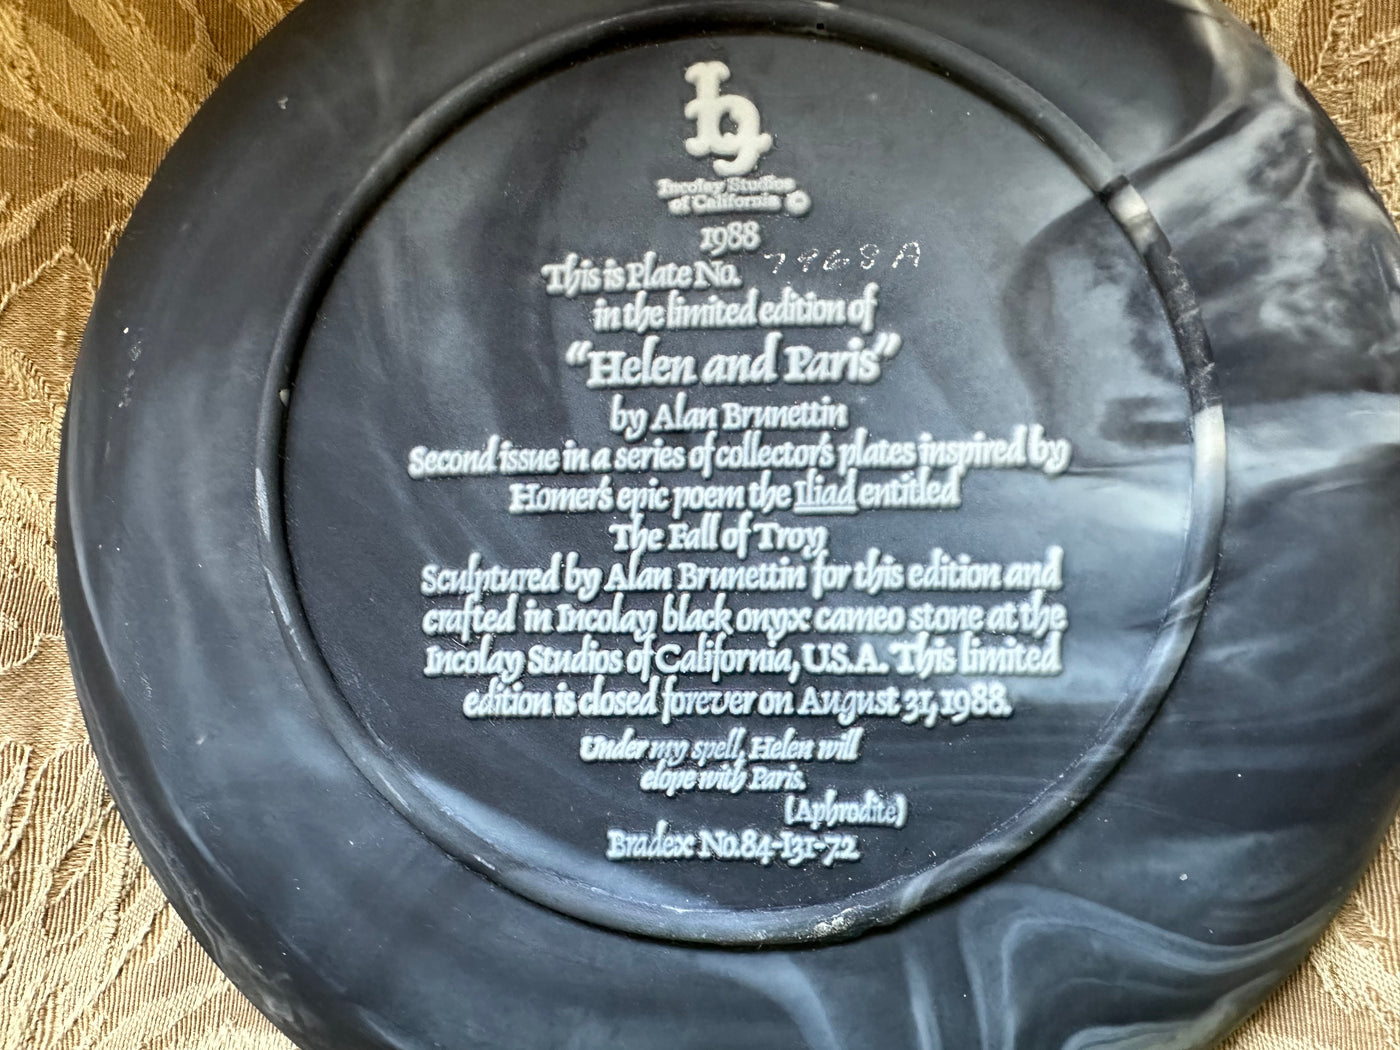 Incolay Studios
of California ©
1988
This is Plate No. 7968A
in the limited edition of
"Helen and Paris"
by Alan Brunettin
Second issue in a series of collector's plates inspired by
Homer's epic poem the Iliad entitled
The Fall of Troy
Sculptured by Alan Brunettin for this edition and
crafted in Incolay black onyx cameo stone at the
Incolay Studios of California, U.S.A. This limited
edition is closed forever on August 31, 1988.
Under my spell, Helen will
elope with Paris.
(Aphrodite)
Bradex No. 84-131-7.2